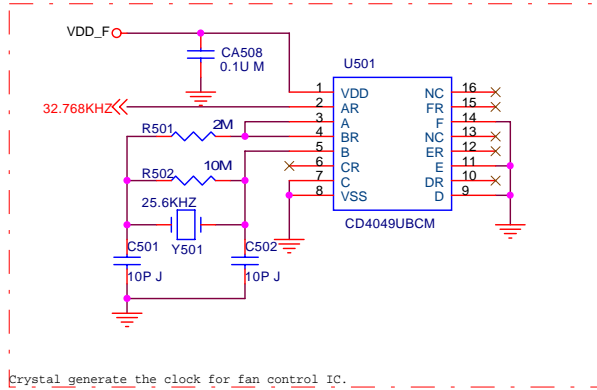 VDD_F
CA508
0.1U M
U501
1 VDD NC 16
32.768KHZ 2 AR FR 15
3 A F 14
R501 2M 4 BR NC 13
5 B ER 12
R502 10M 6 CR E 11
7 C DR 10
8 VSS D 9
25.6KHZ
CD4049UBCM
C501 Y501 C502
10P J 10P J
Crystal generate the clock for fan control IC.